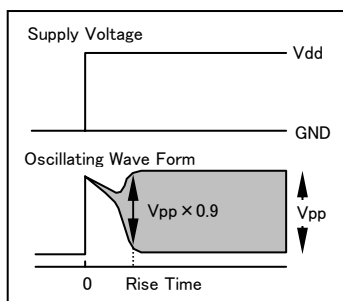 Supply Voltage
Vdd
GND
Oscillating Wave Form
Vpp×0.9
Vpp
0 Rise Time